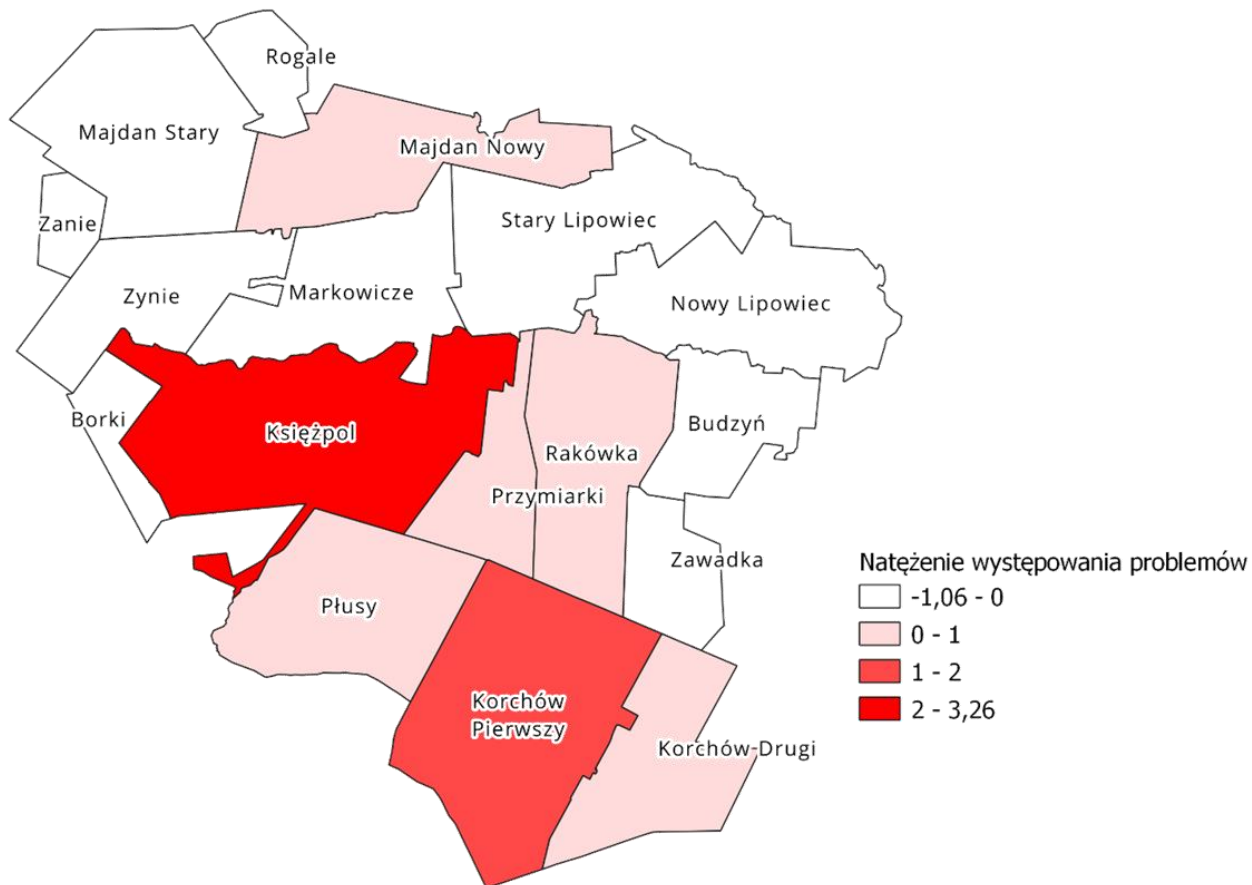 Rogale
Majdan Stary
Majdan Nowy
Zanie
Stary Lipowiec
Zynie
Markowicze
Nowy Lipowiec
Borki
Księżpol
Budzyń
Rakówka
Przymiarki
Zawadka
Płusy
Korchów
Pierwszy
Korchów Drugi
Natężenie występowania problemów
-1,06 - 0
0 - 1
1 - 2
2 - 3,26